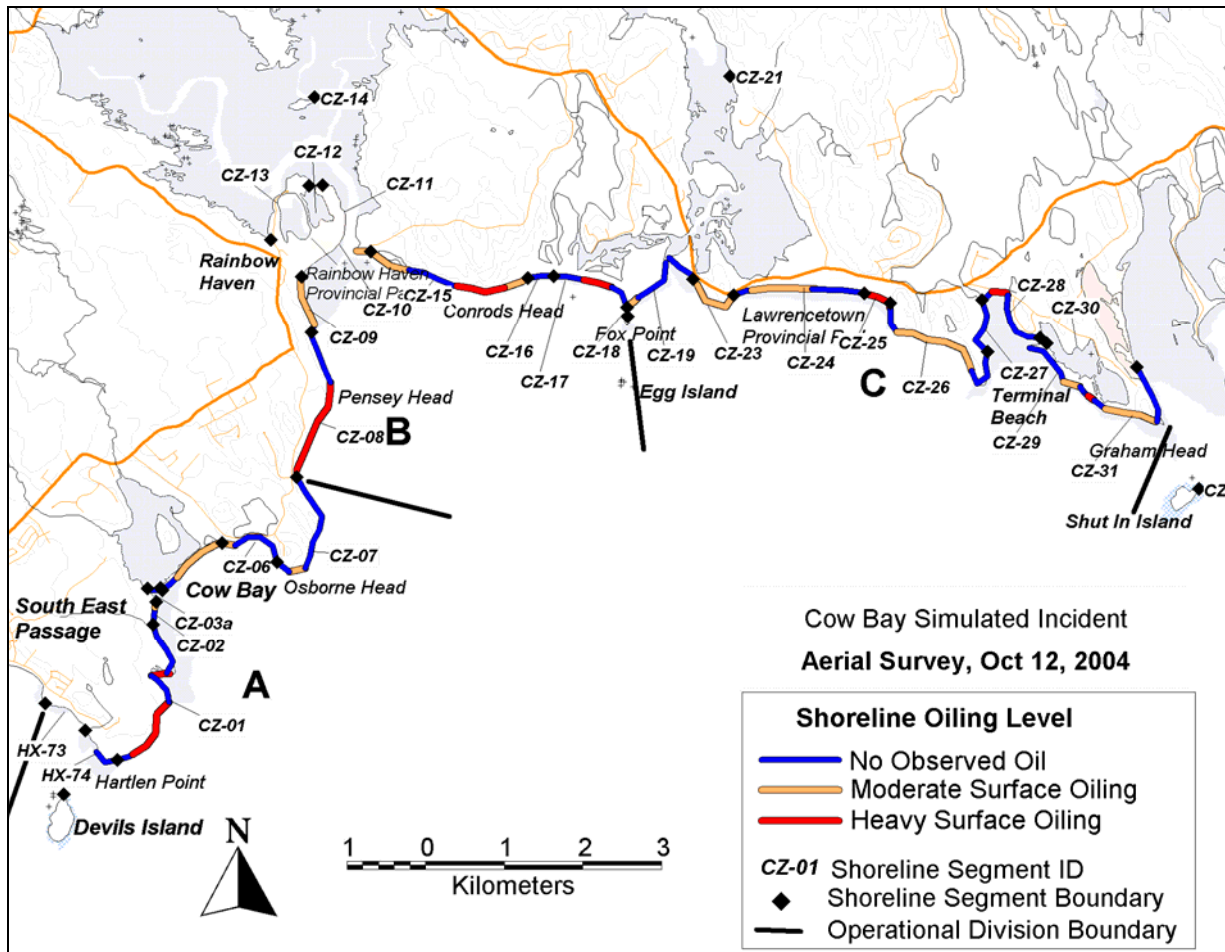 CZ-21
CZ-14
CZ-12
CZ-13
CZ-11
Rainbow
Haven
Rainbow Haven
Provincial Pa
CZ-15
CZ-10
CZ-09
Conrods Head
CZ-16
CZ-17
Fox Point
CZ-18
CZ-19
CZ-23
Lawrencetown
Provincial
CZ-24
CZ-25
CZ-26
CZ-28
CZ-30
CZ-27
Terminal
Beach
CZ-29
Graham Head
CZ-31
Egg Island
C
Pensey Head
CZ-08
B
Shut In Island
CZ
CZ-07
CZ-06
Osborne Head
Cow Bay
South East
Passage
CZ-03a
CZ-02
A
CZ-01
HX-73
HX-74
Hartlen Point
Devils Island
N
1 0 1 2 3
Kilometers
Cow Bay Simulated Incident
Aerial Survey, Oct 12, 2004
Shoreline Oiling Level
No Observed Oil
Moderate Surface Oiling
Heavy Surface Oiling
CZ-01 Shoreline Segment ID
Shoreline Segment Boundary
Operational Division Boundary